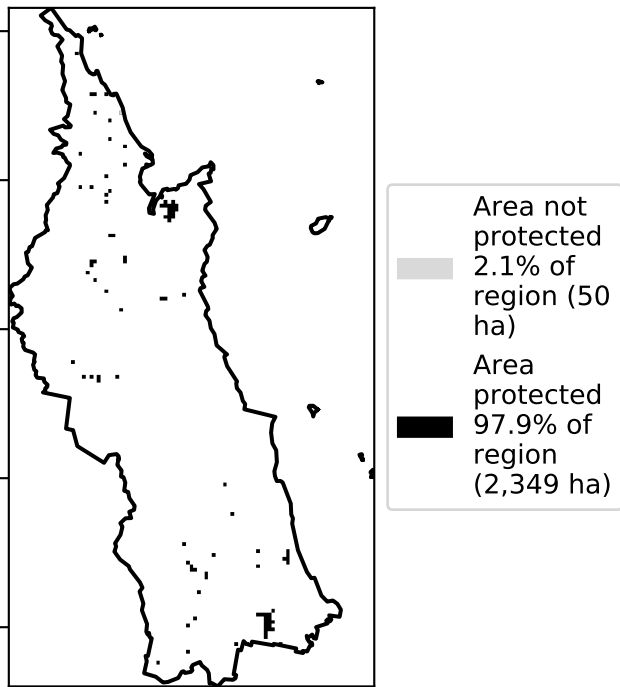 Area not
protected
2.1% of
region (50
ha)
Area
protected
97.9% of
region
(2,349 ha)